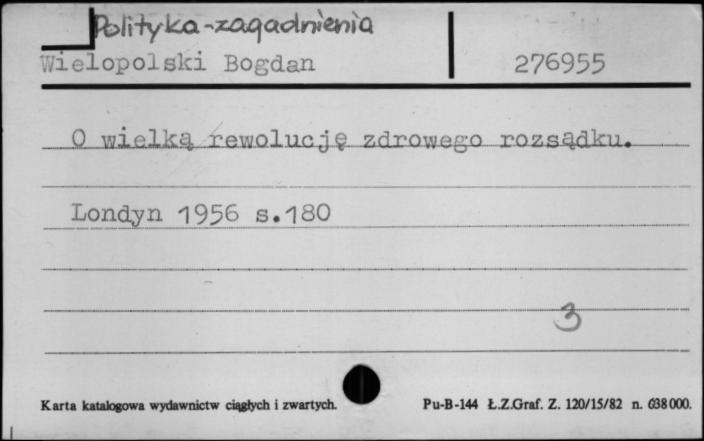 Polityka-zagadnienia
Wielopolski Bogdan 276955
O wielką rewolucję zdrowego rozsądku.
Londyn 1956 s.180
3
Karta katalogowa wydawnictw ciągłych i zwartych. Pu-B-144 Ł.Z.Graf. Z. 120/15/82 n. 638000.